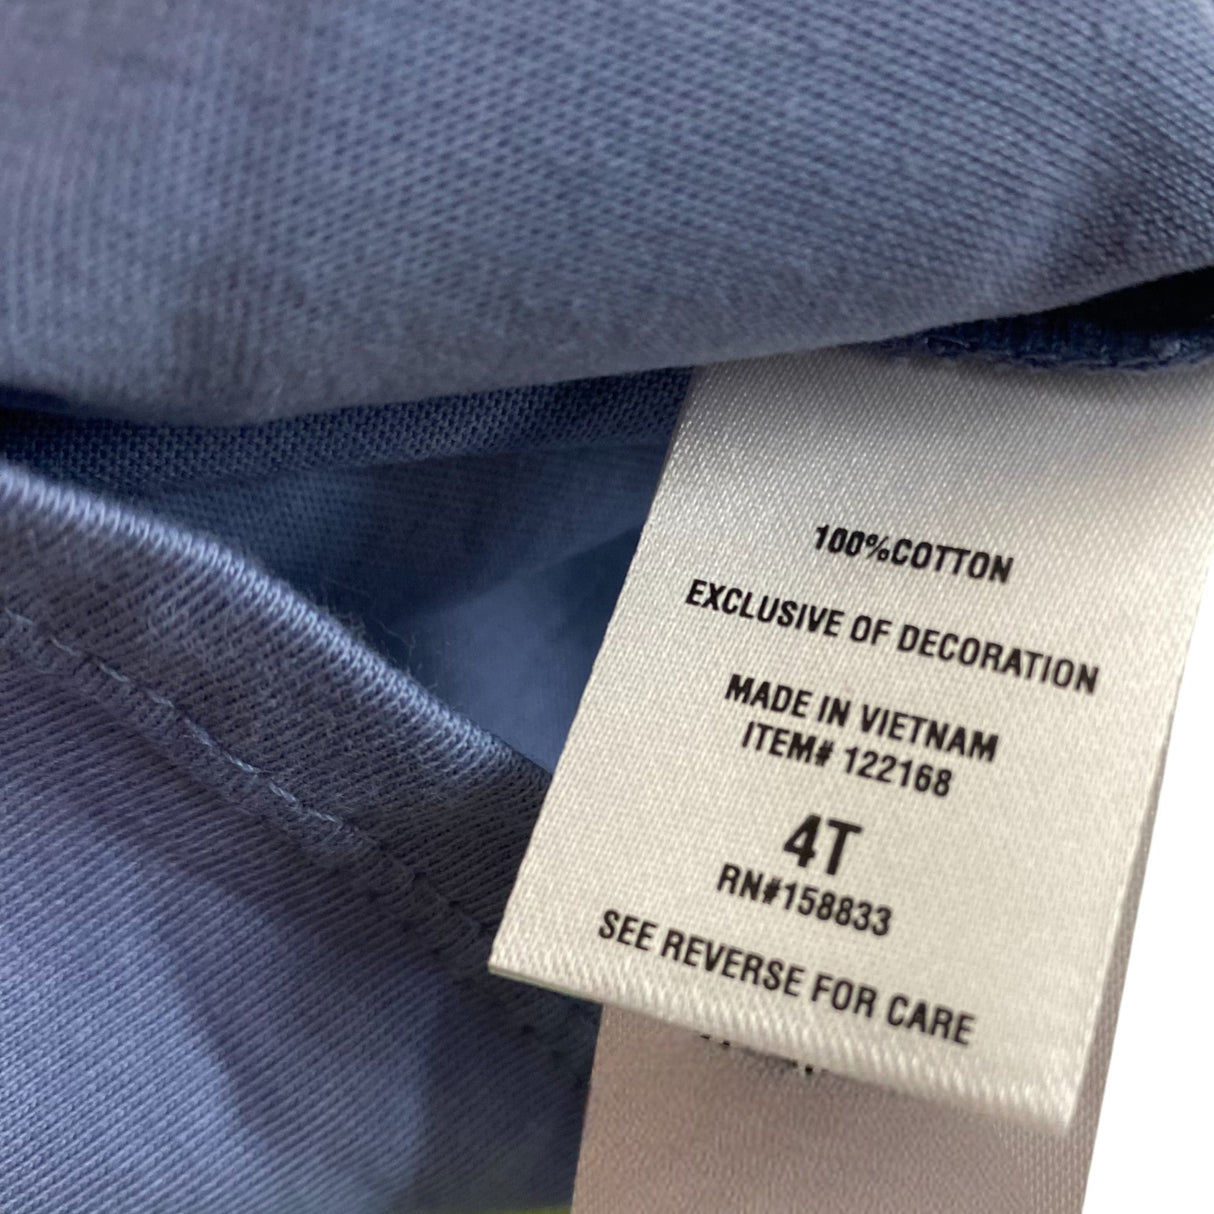 100%COTTON
EXCLUSIVE OF DECORATION
MADE IN VIETNAM
ITEM# 122168
4T
RN#158833
SEE REVERSE FOR CARE